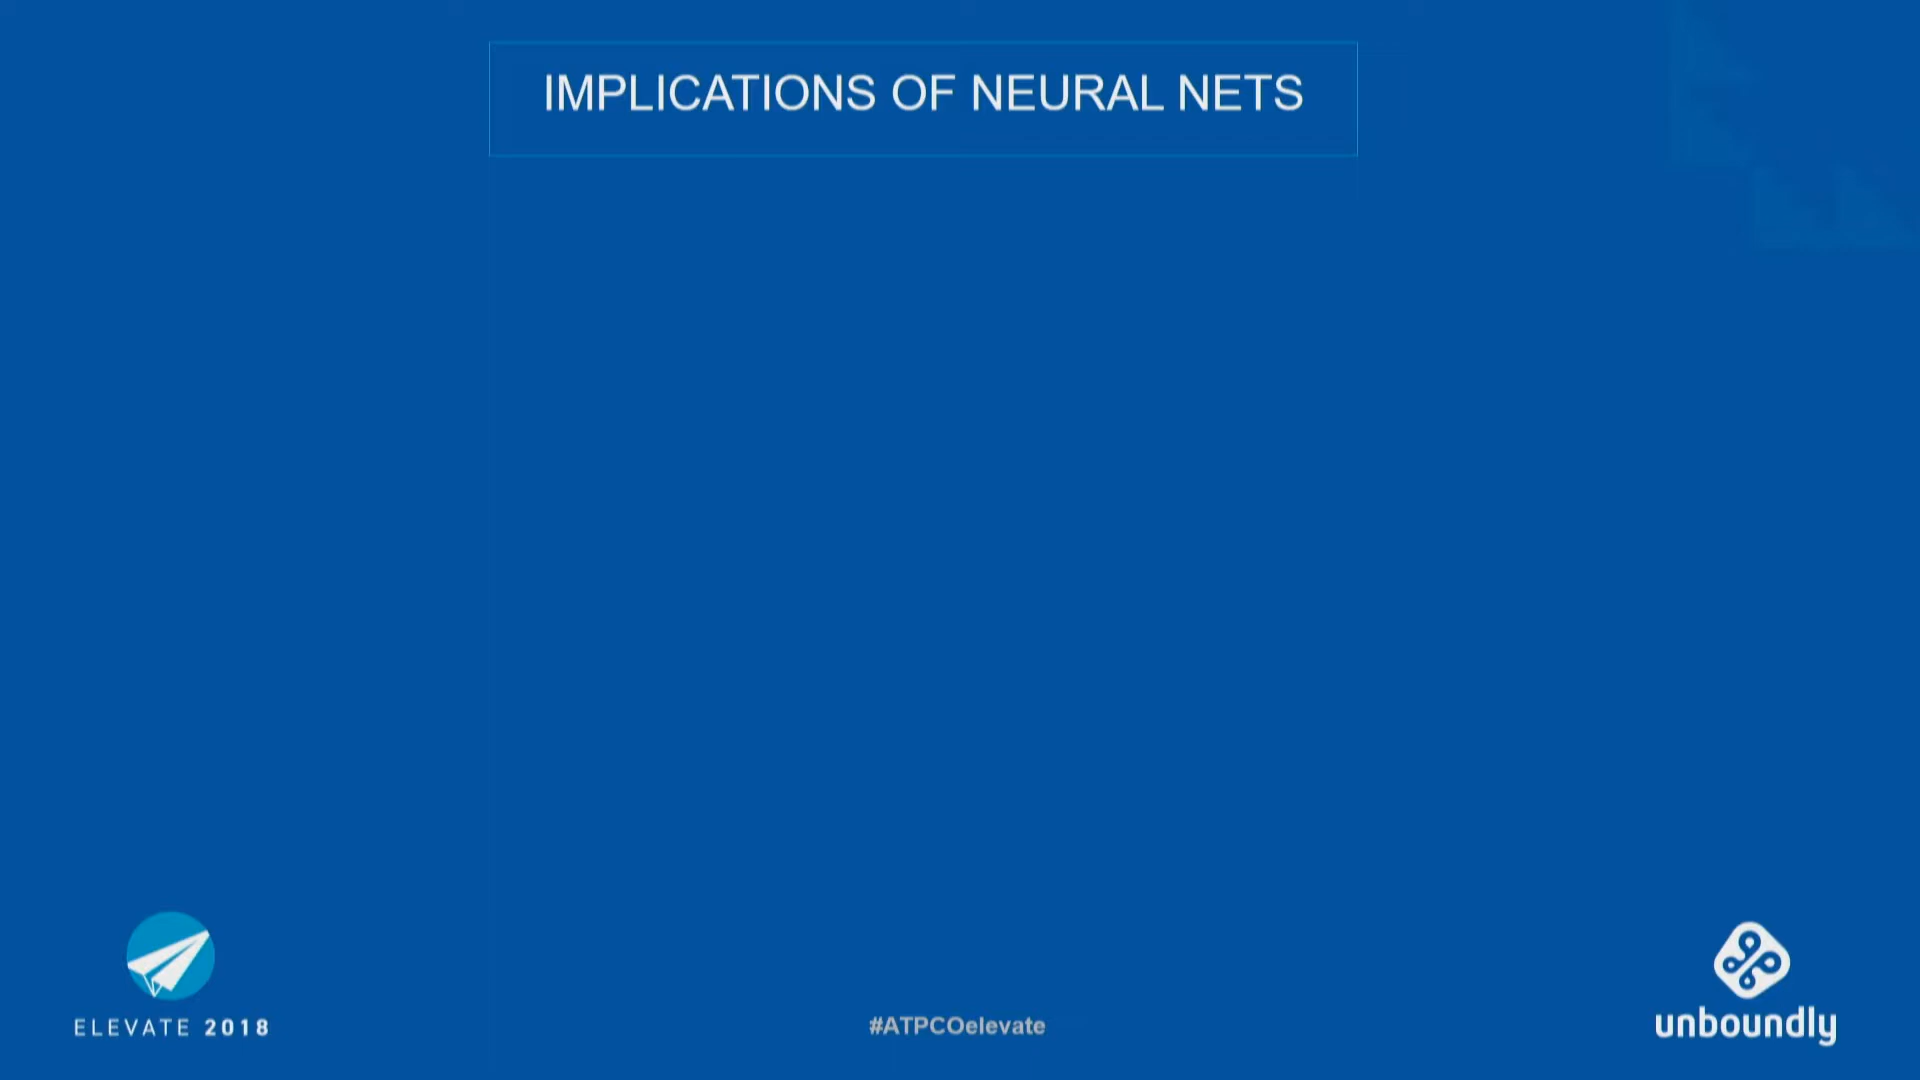 IMPLICATIONS OF NEURAL NETS
ELEVATE 2018
#ATPCOelevate
unboundly